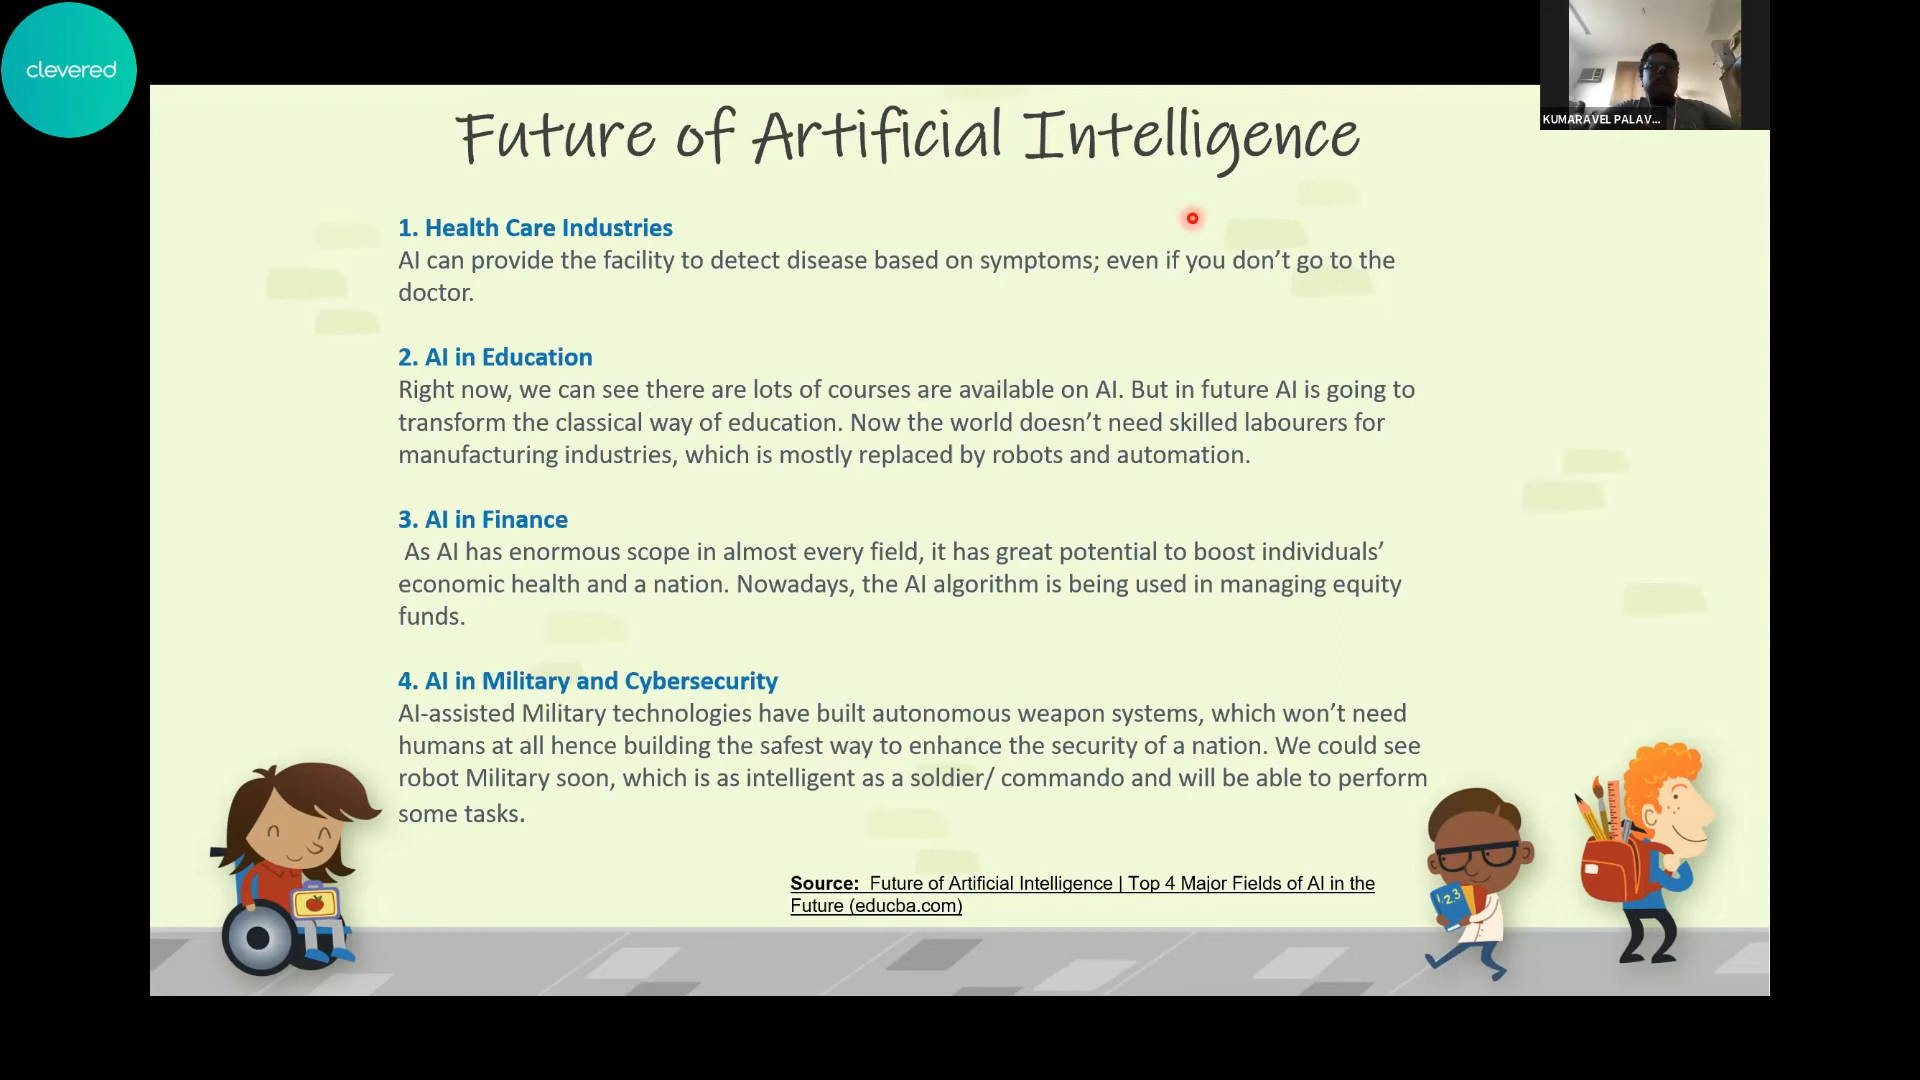 clevered
KUMARAVEL PALAV...
Future of Artificial Intelligence
1. Health Care Industries
AI can provide the facility to detect disease based on symptoms; even if you don’t go to the
doctor.
2. AI in Education
Right now, we can see there are lots of courses are available on AI. But in future AI is going to
transform the classical way of education. Now the world doesn’t need skilled labourers for
manufacturing industries, which is mostly replaced by robots and automation.
3. AI in Finance
As AI has enormous scope in almost every field, it has great potential to boost individuals’
economic health and a nation. Nowadays, the AI algorithm is being used in managing equity
funds.
4. AI in Military and Cybersecurity
AI-assisted Military technologies have built autonomous weapon systems, which won’t need
humans at all hence building the safest way to enhance the security of a nation. We could see
robot Military soon, which is as intelligent as a soldier/ commando and will be able to perform
some tasks.
Source: Future of Artificial Intelligence | Top 4 Major Fields of AI in the
Future (educba.com)
1,2,3